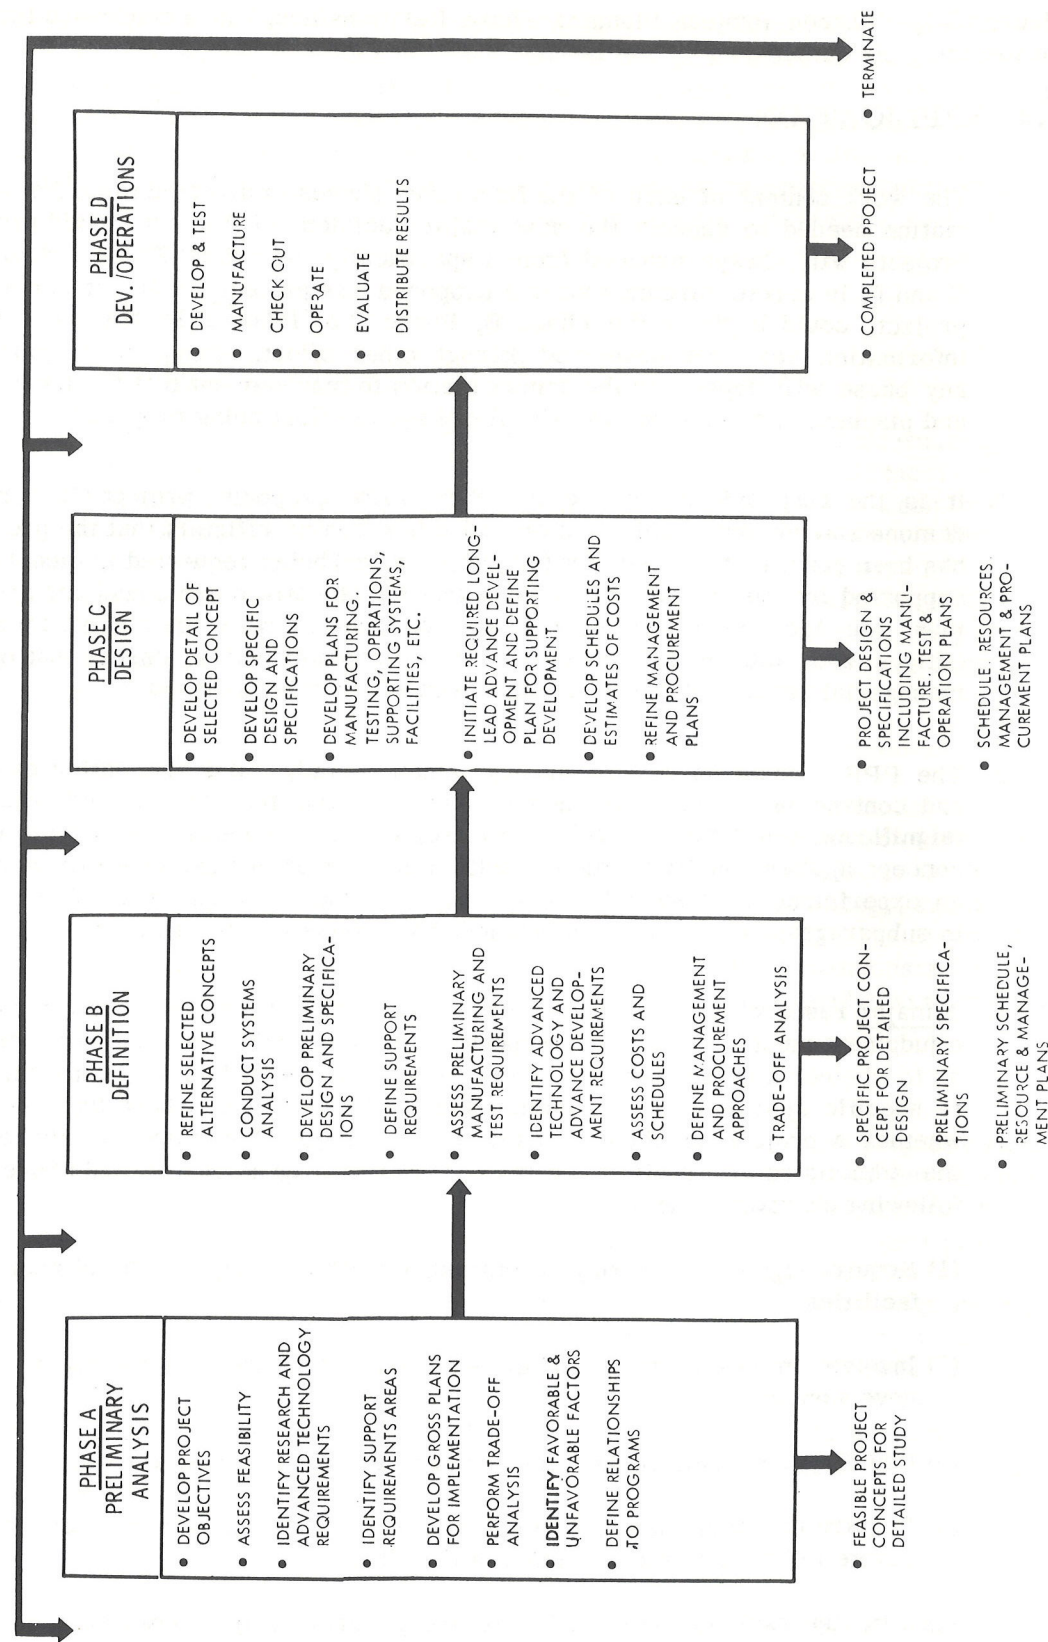 PHASE A
PRELIMINARY
ANALYSIS
• DEVELOP PROJECT
OBJECTIVES
• ASSESS FEASIBILITY
• IDENTIFY RESEARCH AND
ADVANCED TECHNOLOGY
REQUIREMENTS
• IDENTIFY SUPPORT
REQUIREMENTS AREAS
• DEVELOP GROSS PLANS
FOR IMPLEMENTATION
• PERFORM TRADE-OFF
ANALYSIS
• IDENTIFY FAVORABLE &
UNFAVORABLE FACTORS
• DEFINE RELATIONSHIPS
TO PROGRAMS
• FEASIBLE PROJECT
CONCEPTS FOR
DETAILED STUDY
PHASE B
DEFINITION
• REFINE SELECTED
ALTERNATIVE CONCEPTS
• CONDUCT SYSTEMS
ANALYSIS
• DEVELOP PRELIMINARY
DESIGN AND SPECIFICA-
IONS
• DEFINE SUPPORT
REQUIREMENTS
• ASSESS PRELIMINARY
MANUFACTURING AND
TEST REQUIREMENTS
• IDENTIFY ADVANCED
TECHNOLOGY AND
ADVANCE DEVELOP-
MENT REQUIREMENTS
• ASSESS COSTS AND
SCHEDULES
• DEFINE MANAGEMENT
AND PROCUREMENT
APPROACHES
• TRADE-OFF ANALYSIS
• SPECIFIC PROJECT CON-
CEPT FOR DETAILED
DESIGN
• PRELIMINARY SPECIFICA-
TIONS
• PRELIMINARY SCHEDULE,
RESOURCE & MANAGE-
MENT PLANS
PHASE C
DESIGN
• DEVELOP DETAIL OF
SELECTED CONCEPT
• DEVELOP SPECIFIC
DESIGN AND
SPECIFICATIONS
• DEVELOP PLANS FOR
MANUFACTURING.
TESTING, OPERATIONS,
SUPPORTING SYSTEMS,
FACILITIES, ETC.
• INITIATE REQUIRED LONG-
LEAD ADVANCE DEVEL-
OPMENT AND DEFINE
PLAN FOR SUPPORTING
DEVELOPMENT
• DEVELOP SCHEDULES AND
ESTIMATES OF COSTS
• REFINE MANAGEMENT
AND PROCUREMENT
PLANS
• PROJECT DESIGN &
SPECIFICATIONS
INCLUDING MANU-
FACTURE. TEST &
OPERATION PLANS
• SCHEDULE. RESOURCES.
MANAGEMENT & PRO-
CUREMENT PLANS
PHASE D
DEV. /OPERATIONS
• DEVELOP & TEST
• MANUFACTURE
• CHECK OUT
• OPERATE
• EVALUATE
• DISTRIBUTE RESULTS
• COMPLETED PPOJECT
• TERMINATE